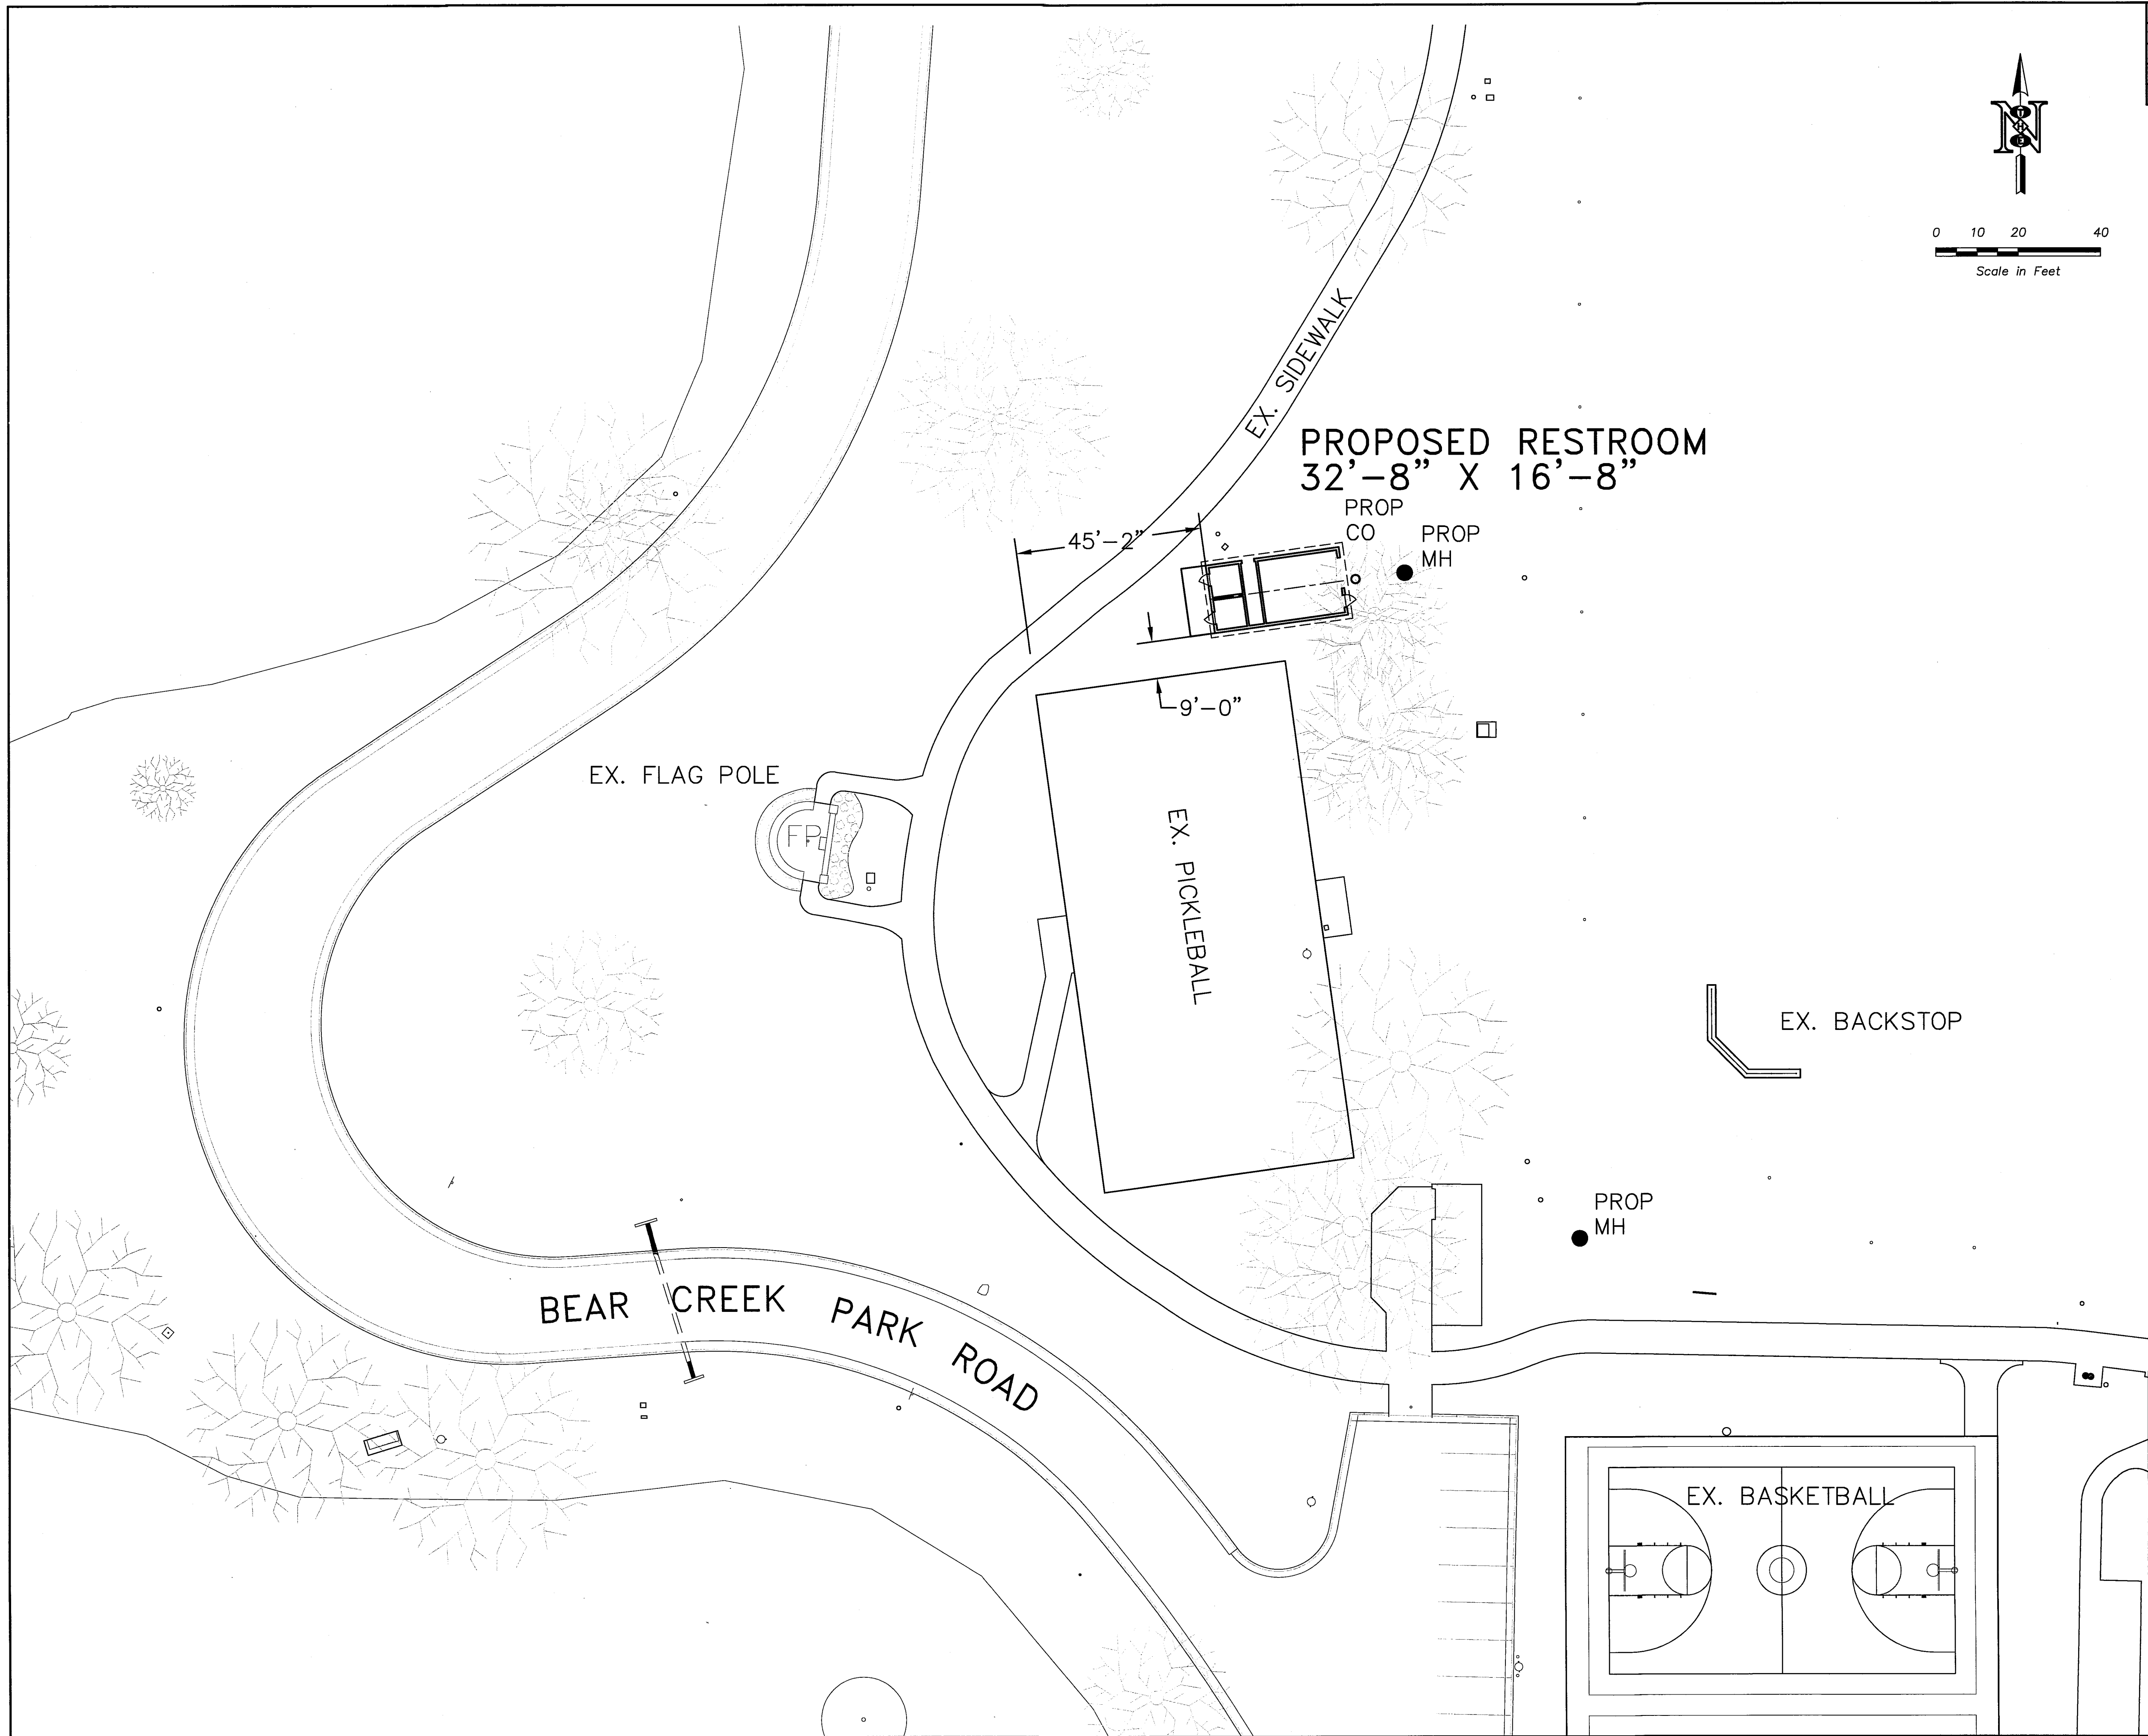 N
THE
0 10 20 40
Scale in Feet
EX. SIDEWALK
PROPOSED RESTROOM
32'-8" X 16'-8"
PROP
CO
PROP
MH
45'-2"
9'-0"
EX. FLAG POLE
FP
EX. PICKLEBALL
EX. BACKSTOP
PROP
MH
BEAR CREEK PARK ROAD
EX. BASKETBALL